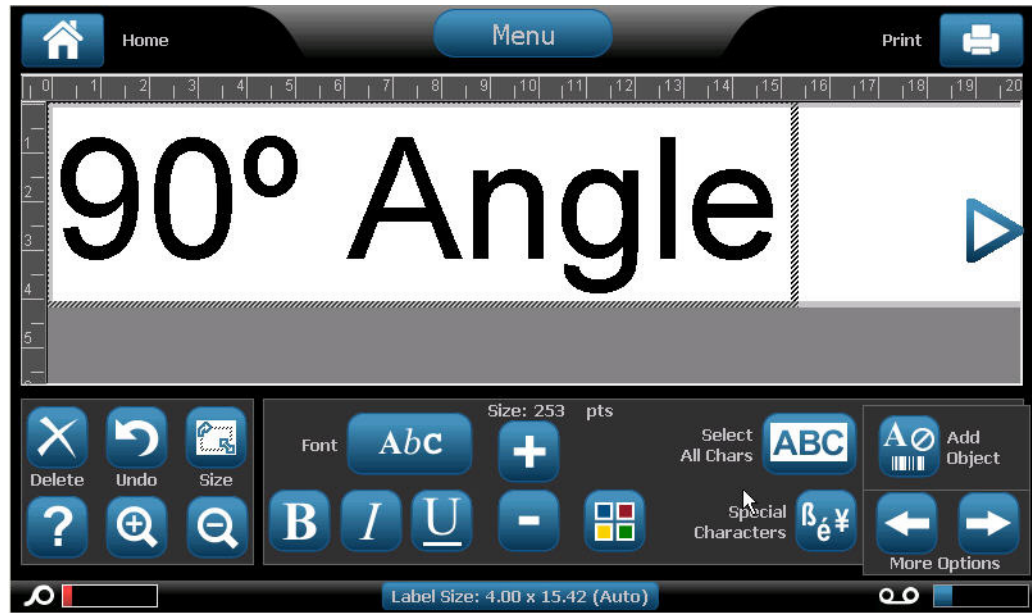 Home
Menu
Print
0 1 2 3 4 5 6 7 8 9 10 11 12 13 14 15 16 17 18 19 20
1
2
3
4
5
90º Angle
Size: 253 pts
Font
AbC
+
Select
All Chars
ABC
A
Add
Object
Delete
Undo
Size
?
B
I
U
-
Special
Characters
ßé¥
More Options
Label Size: 4.00 x 15.42 (Auto)